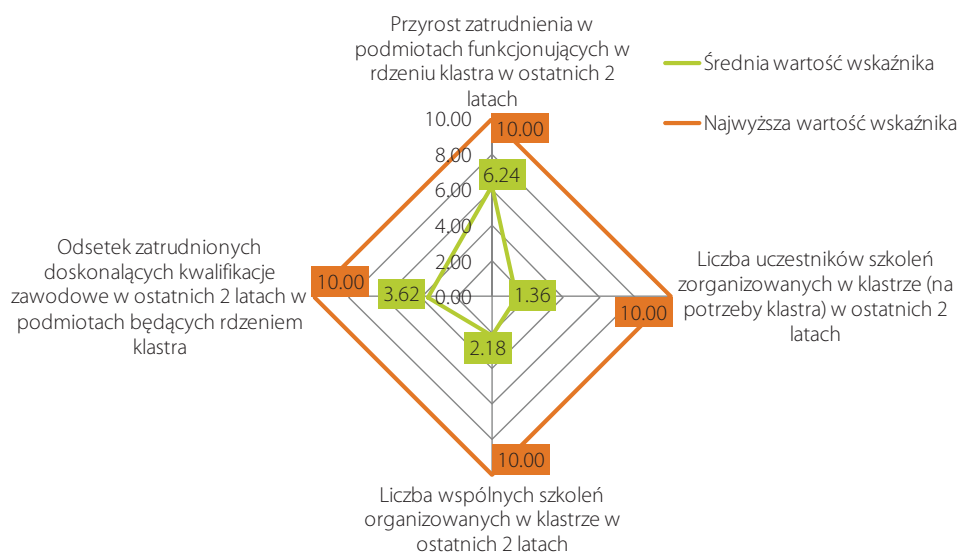 Przyrost zatrudnienia w
podmiotach funkcjonujących w
rdzeniu klastra w ostatnich 2
latach
Średnia wartość wskaźnika
Najwyższa wartość wskaźnika
10.00
10.00
8.00
6.24
6.00
4.00
2.00
0.00
Odsetek zatrudnionych
doskonalących kwalifikacje
zawodowe w ostatnich 2 latach w
podmiotach będących rdzeniem
klastra
10.00
3.62
1.36
Liczba uczestników szkoleń
zorganizowanych w klastrze (na
potrzeby klastra) w ostatnich 2
latach
10.00
2.18
10.00
Liczba wspólnych szkoleń
organizowanych w klastrze w
ostatnich 2 latach